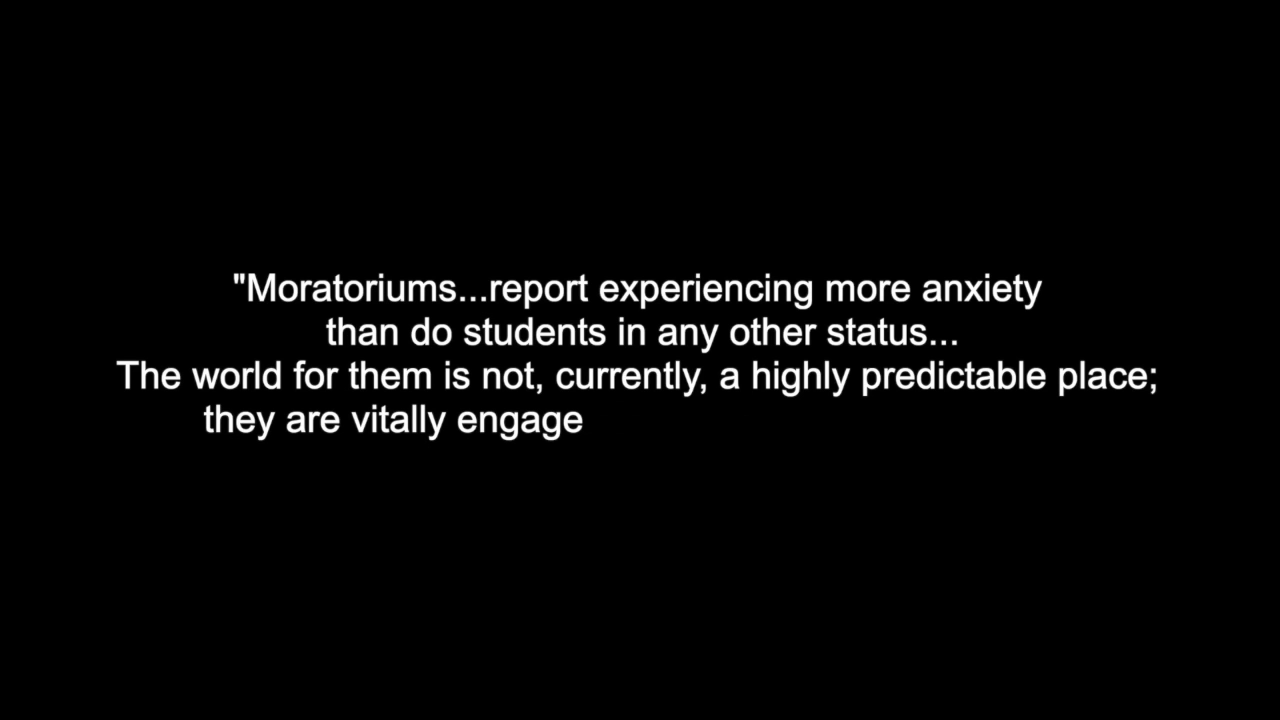 "Moratoriums...report experiencing more anxiety
than do students in any other status...
The world for them is not, currently, a highly predictable place;
they are vitally engage